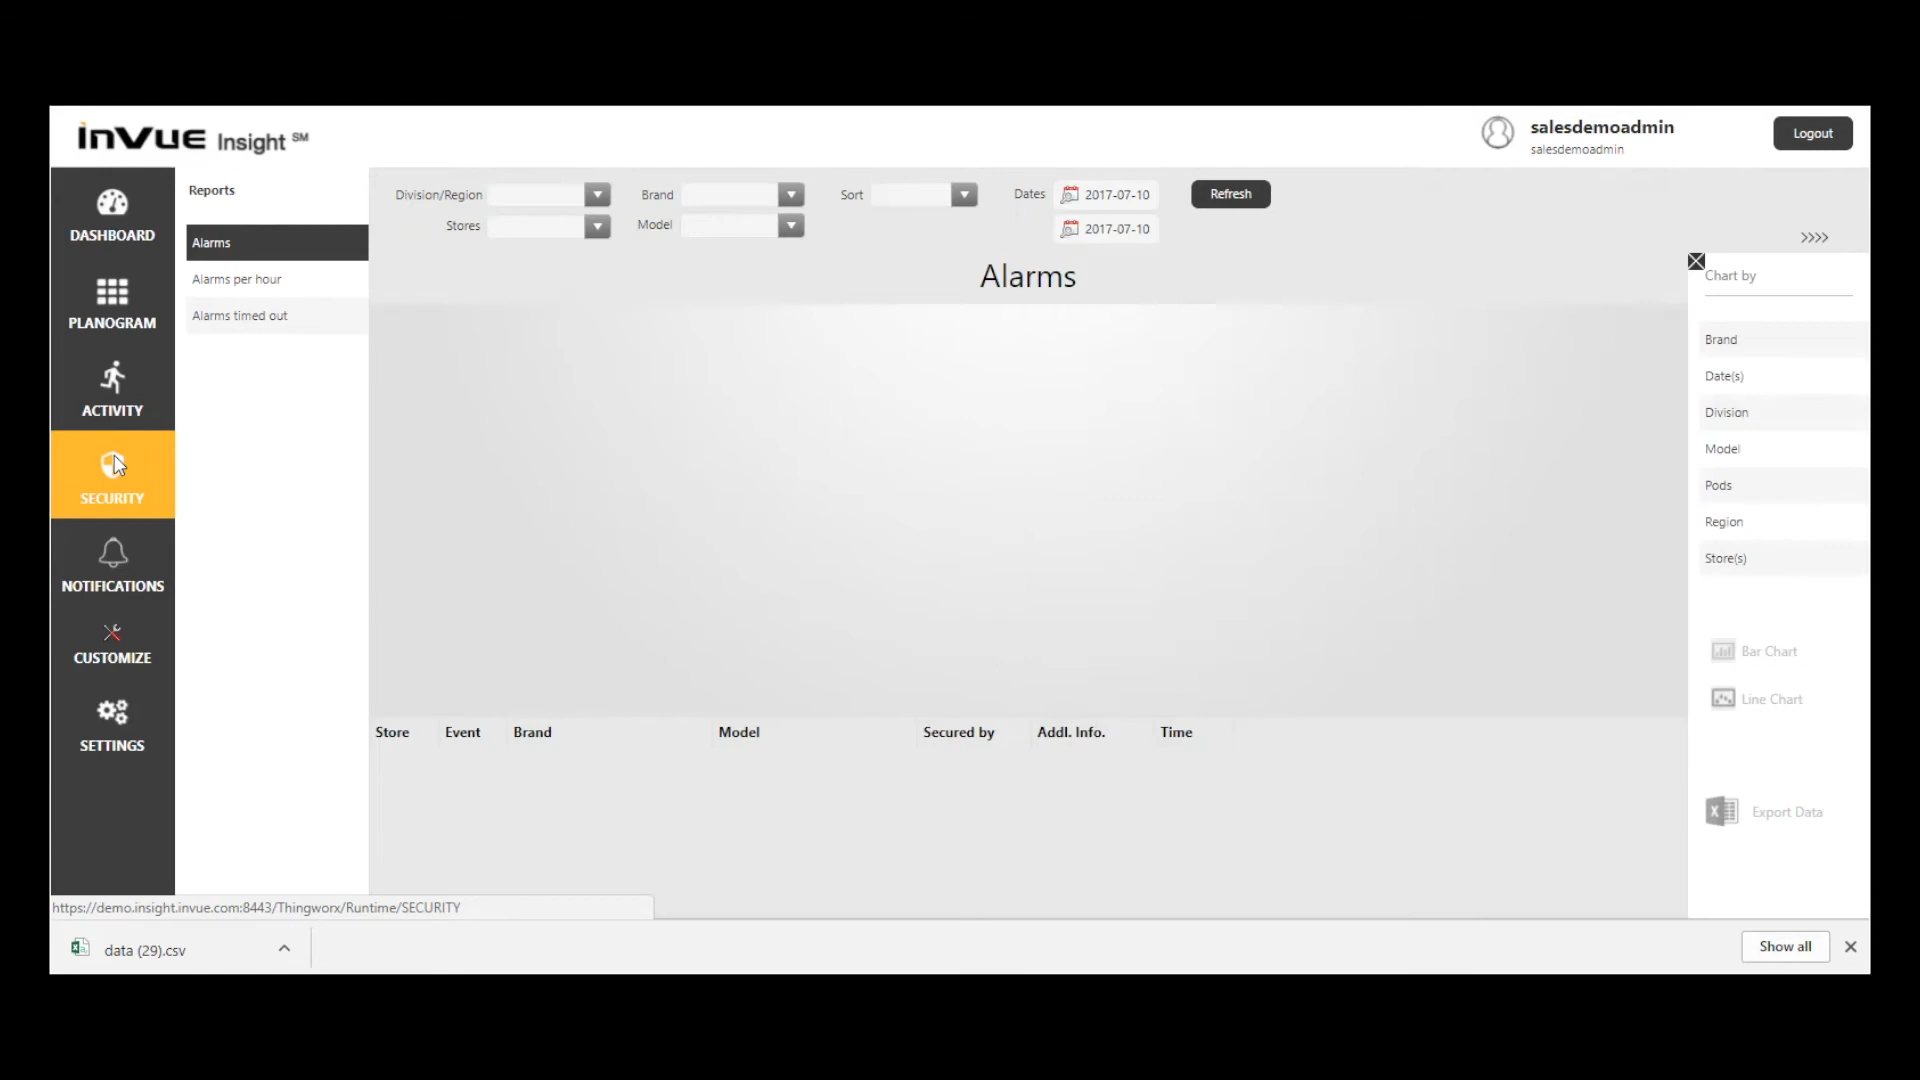 inVue Insight SM
salesdemoadmin
salesdemoadmin
Logout
DASHBOARD
PLANOGRAM
ACTIVITY
SECURITY
NOTIFICATIONS
CUSTOMIZE
SETTINGS
Reports
Alarms
Alarms per hour
Alarms timed out
Division/Region
Brand
Sort
Dates
2017-07-10
Refresh
Stores
Model
2017-07-10
>>>>
Alarms
Chart by
Brand
Date(s)
Division
Model
Pods
Region
Store(s)
Bar Chart
Line Chart
Export Data
Store Event Brand Model Secured by Addl. Info. Time
https://demo.insight.invue.com:8443/Thingworx/Runtime/SECURITY
data (29).csv
Show all